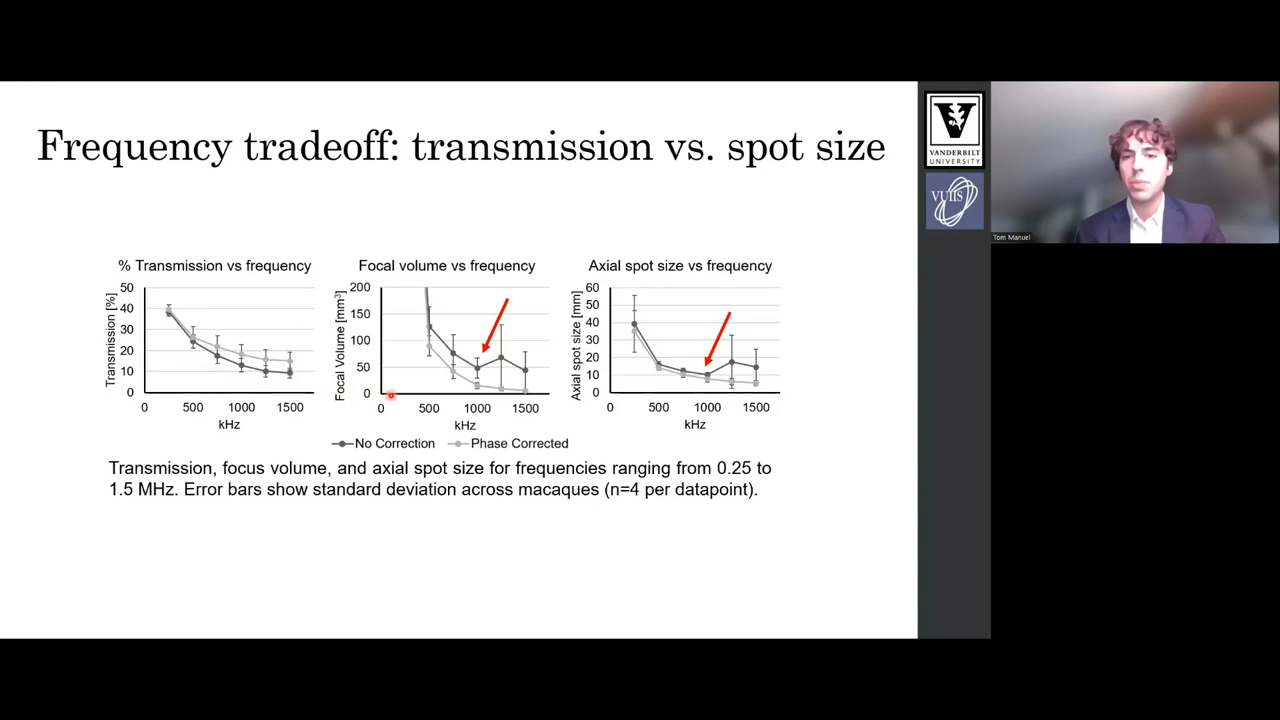 Frequency tradeoff: transmission vs. spot size
V
VANDERBILT
UNIVERSITY
VUIIS
Tom Manuel
% Transmission vs frequency
Transmission [%]
50
40
30
20
10
0
0 500 1000 1500
kHz
Focal volume vs frequency
Focal Volume [mm³]
200
150
100
50
0
0 500 1000 1500
kHz
Axial spot size vs frequency
Axial spot size [mm]
60
50
40
30
20
10
0
0 500 1000 1500
kHz
No Correction Phase Corrected
Transmission, focus volume, and axial spot size for frequencies ranging from 0.25 to
1.5 MHz. Error bars show standard deviation across macaques (n=4 per datapoint).